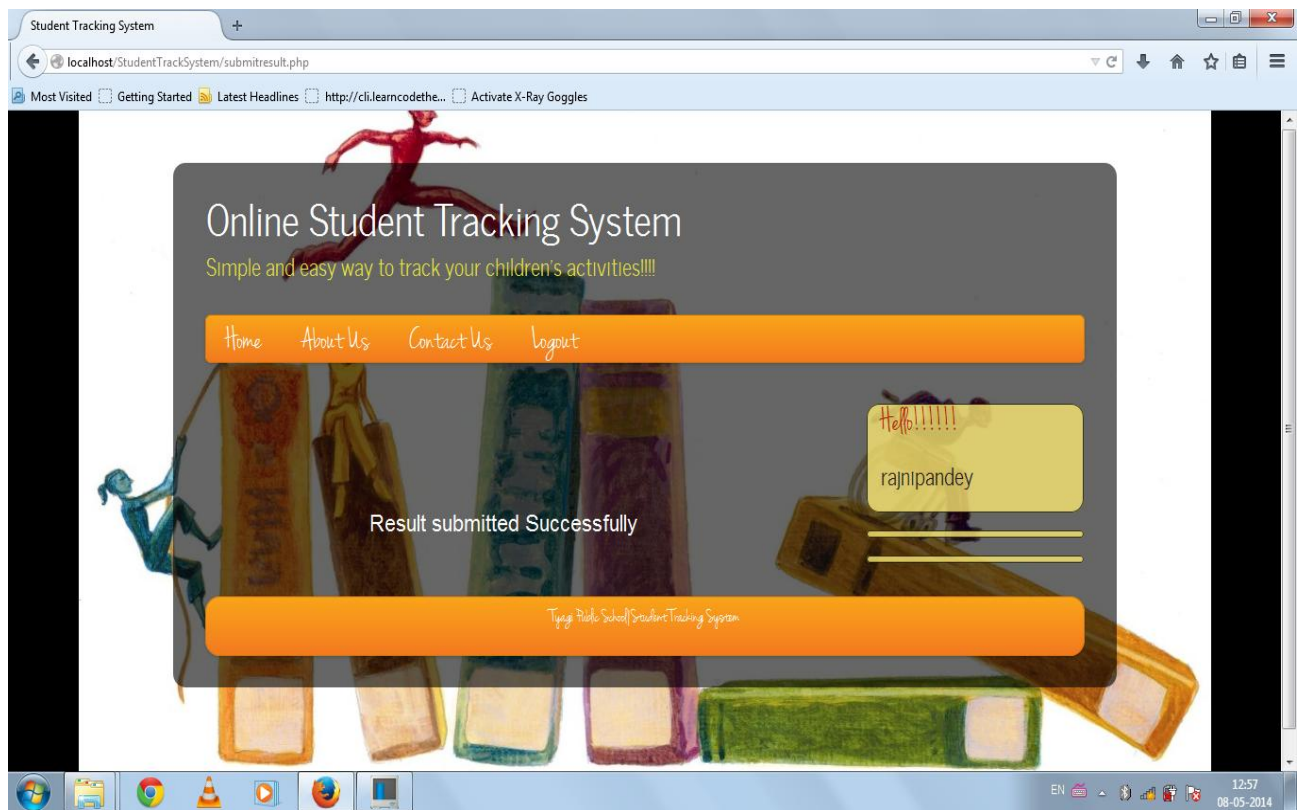 Student Tracking System
localhost/StudentTrackSystem/submitresult.php
Most Visited Getting Started Latest Headlines http://cli.learncodethe... Activate X-Ray Goggles
Online Student Tracking System
Simple and easy way to track your children's activities!!!!
Home About Us Contact Us Logout
Hello!!!!!!
rajnipandey
Result submitted Successfully
Tyagi Public School|Student Tracking System
EN 12:57
08-05-2014